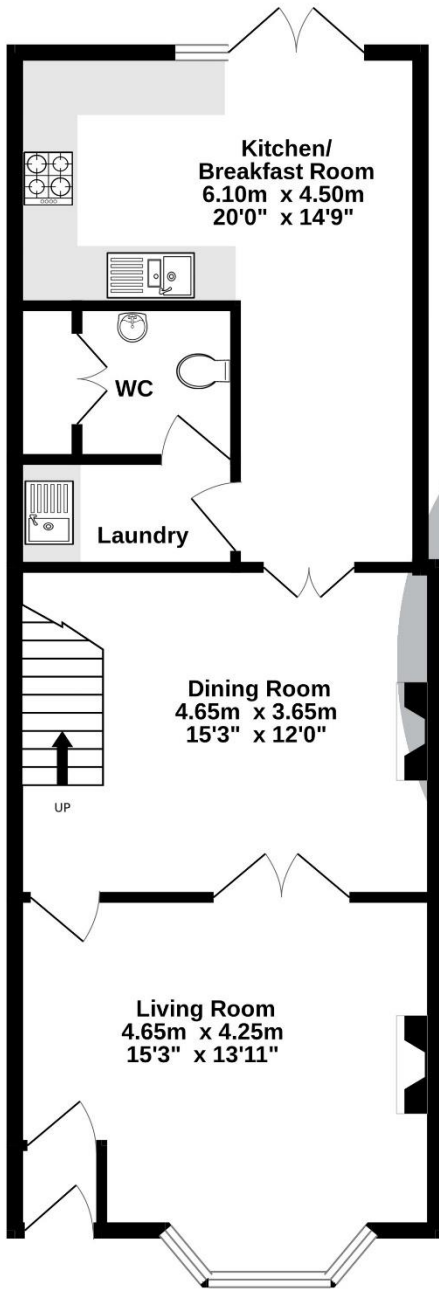 Kitchen/
Breakfast Room
6.10m x 4.50m
20'0" x 14'9"
WC
Laundry
Dining Room
4.65m x 3.65m
15'3" x 12'0"
UP
Living Room
4.65m x 4.25m
15'3" x 13'11"